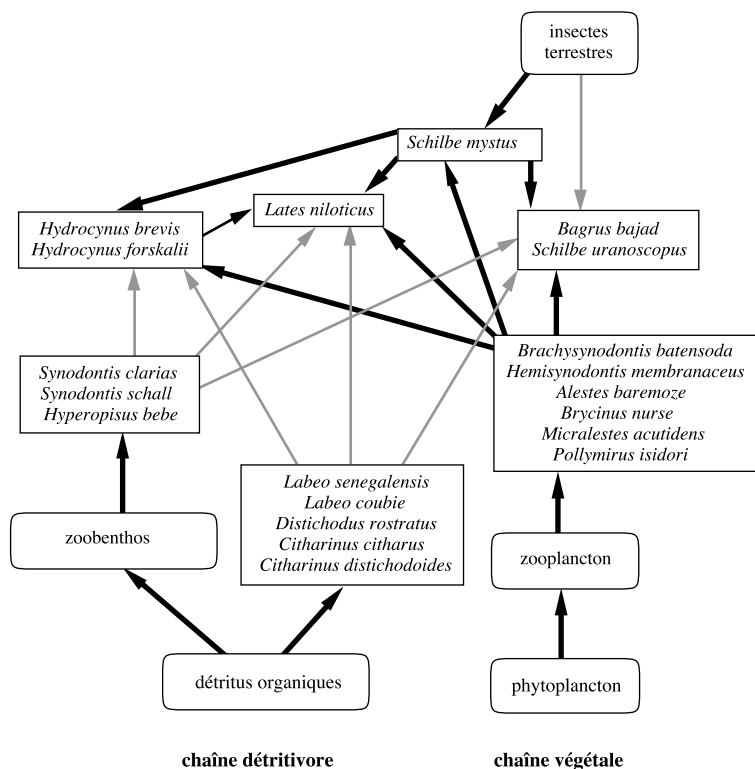 insectes
terrestres
Schilbe mystus
Lates niloticus
Hydrocynus brevis
Hydrocynus forskalii
Bagrus bajad
Schilbe uranoscopus
Synodontis clarias
Synodontis schall
Hyperopisus bebe
Brachysynodontis batensoda
Hemisynodontis membranaceus
Alestes baremoze
Brycinus nurse
Micralestes acutidens
Pollymirus isidori
Labeo senegalensis
Labeo coubie
Distichodus rostratus
Citharinus citharus
Citharinus distichodoides
zoobenthos
zooplancton
détritus organiques
phytoplancton
chaîne détritivore
chaîne végétale